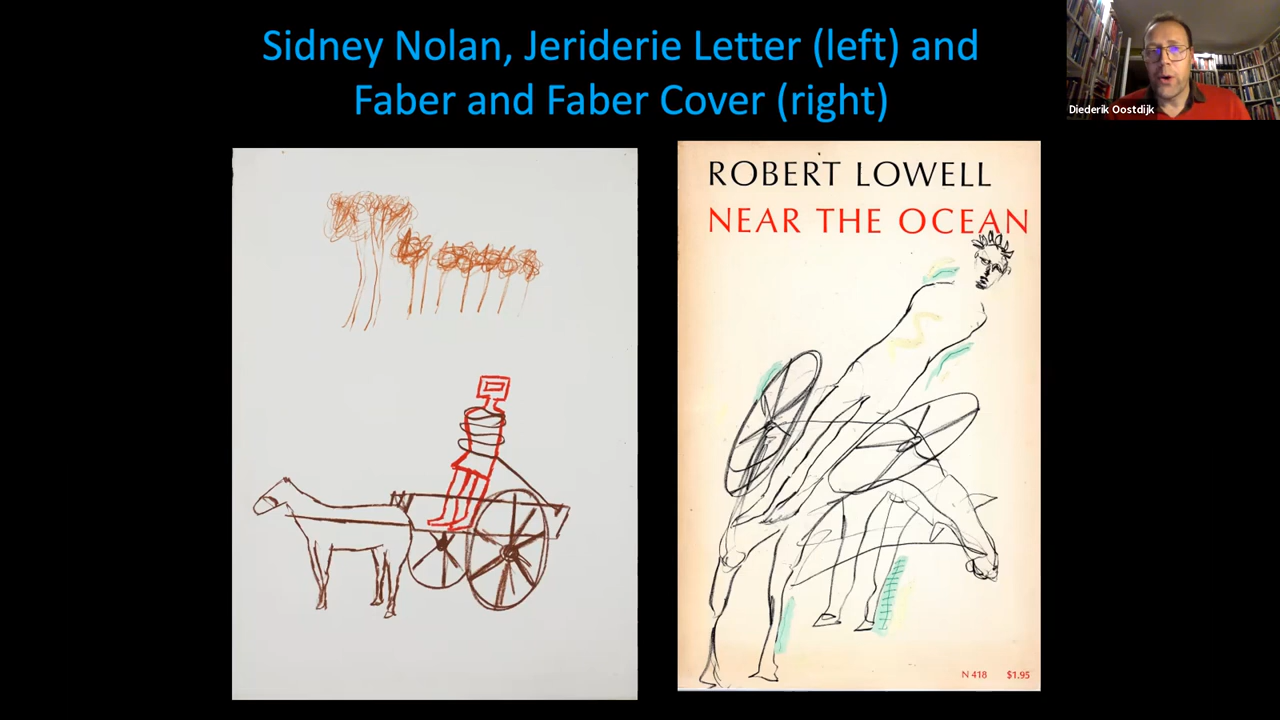 Sidney Nolan, Jeriderie Letter (left) and
Faber and Faber Cover (right)
Diederik Oostdijk
ROBERT LOWELL
NEAR THE OCEAN
N 418 $1.95